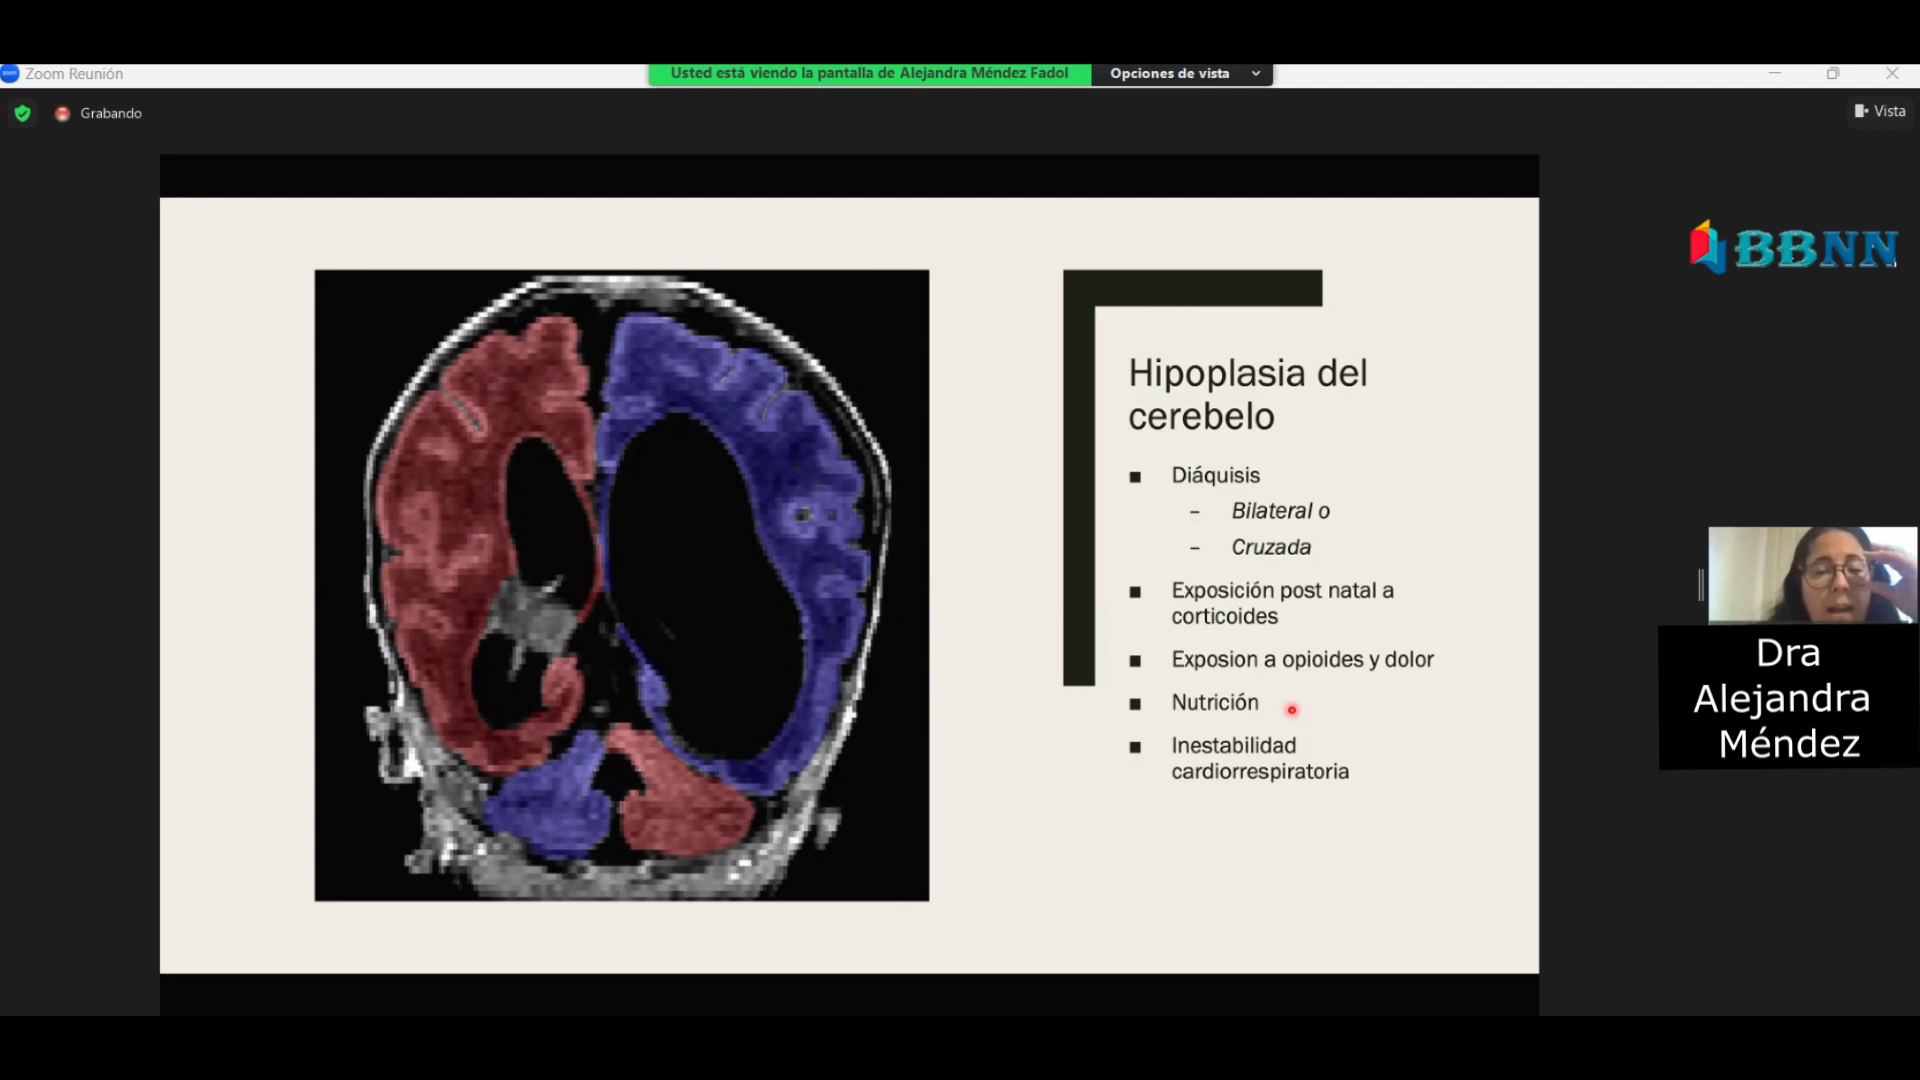 Zoom Reunión
Usted está viendo la pantalla de Alejandra Méndez Fadol
Opciones de vista
Grabando
Vista
BBNN
Hipoplasia del
cerebelo
Diáquisis
– Bilateral o
– Cruzada
Exposición post natal a
corticoides
Exposion a opioides y dolor
Nutrición
Inestabilidad
cardiorrespiratoria
Dra
Alejandra
Méndez